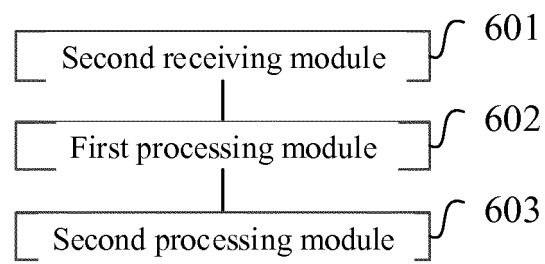 601
Second receiving module
602
First processing module
603
Second processing module